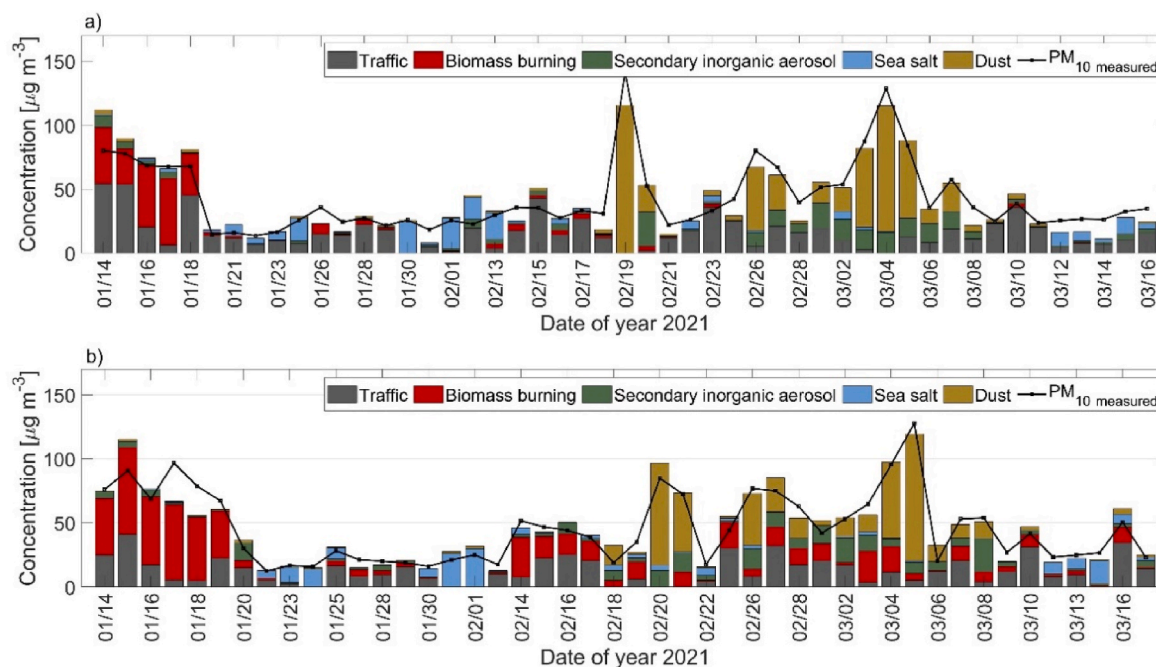 a)
Concentration [μg m⁻³]
150
100
50
0
Traffic Biomass burning Secondary inorganic aerosol Sea salt Dust PM₁₀ measured
01/14 01/16 01/18 01/21 01/23 01/26 01/28 01/30 02/01 02/13 02/15 02/17 02/19 02/21 02/23 02/26 02/28 03/02 03/04 03/06 03/08 03/10 03/12 03/14 03/16
Date of year 2021
b)
Concentration [μg m⁻³]
150
100
50
0
Traffic Biomass burning Secondary inorganic aerosol Sea salt Dust PM₁₀ measured
01/14 01/16 01/18 01/20 01/23 01/25 01/28 01/30 02/01 02/14 02/16 02/18 02/20 02/22 02/24 02/26 02/28 03/02 03/04 03/06 03/08 03/10 03/13 03/16
Date of year 2021